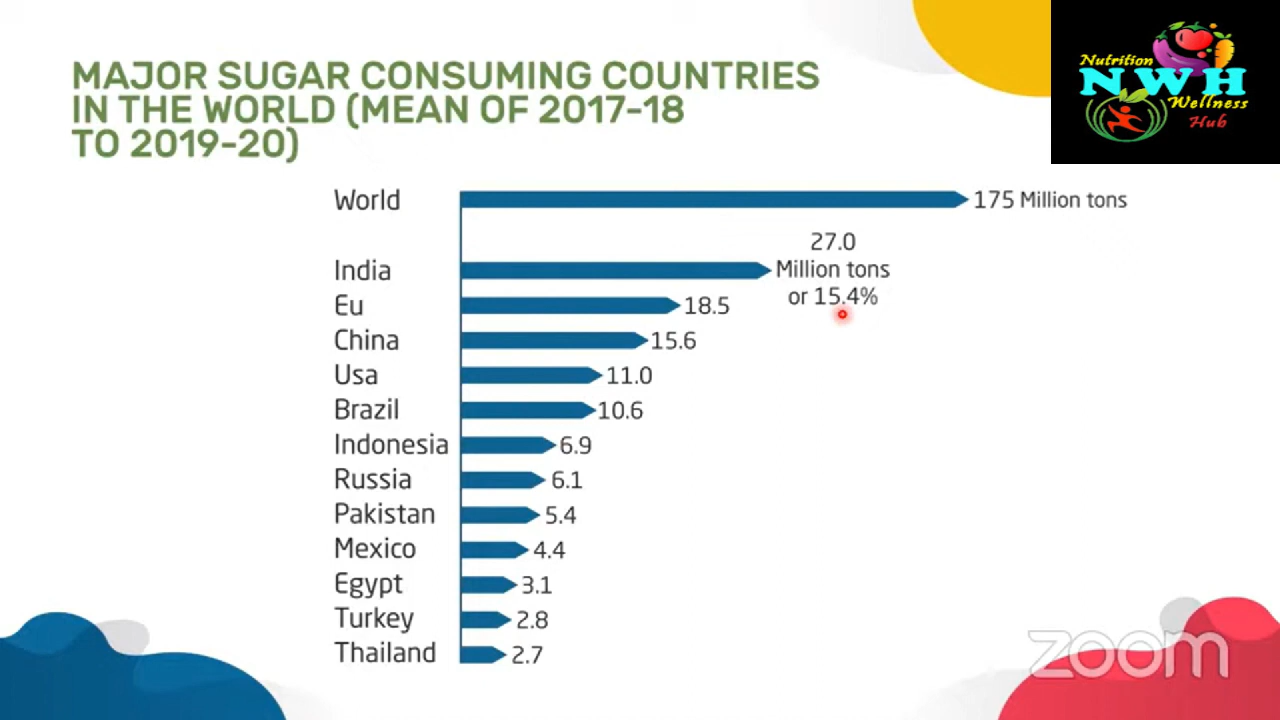 MAJOR SUGAR CONSUMING COUNTRIES
IN THE WORLD (MEAN OF 2017-18
TO 2019-20)
Nutrition
NWH
Wellness
Hub
World 175 Million tons
27.0
India Million tons
or 15.4%
Eu 18.5
China 15.6
Usa 11.0
Brazil 10.6
Indonesia 6.9
Russia 6.1
Pakistan 5.4
Mexico 4.4
Egypt 3.1
Turkey 2.8
Thailand 2.7
zoom